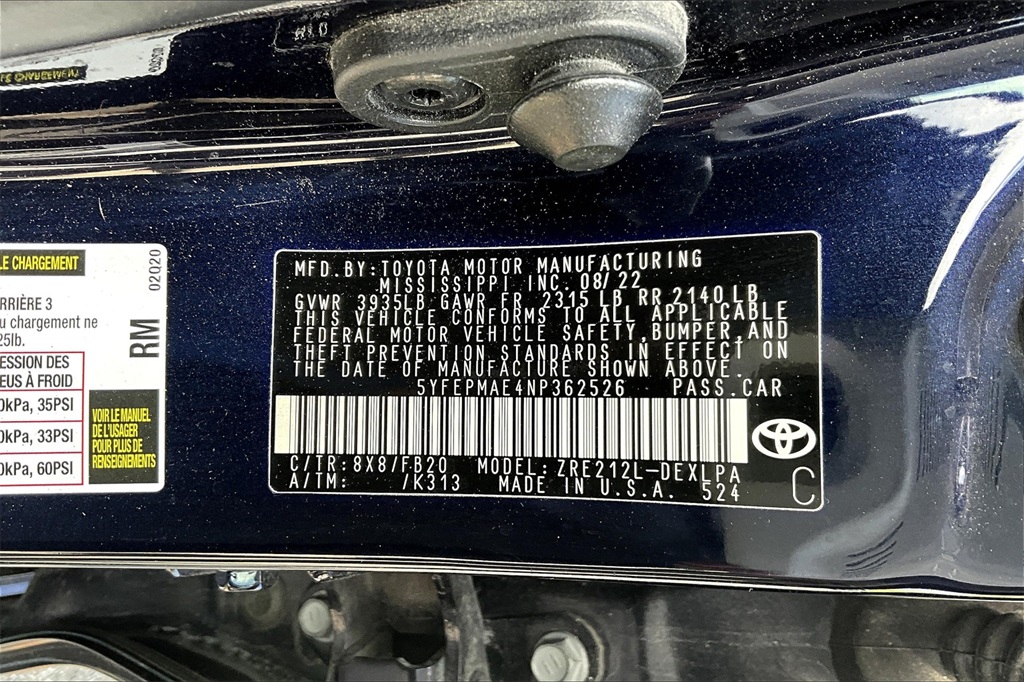 LE CHARGEMENT
02020
RRIÈRE 3
u chargement ne
25lb.
RM
ESSION DES
EUS À FROID
0kPa, 35PSI
0kPa, 33PSI
0kPa, 60PSI
VOIR LE MANUEL
DE L'USAGER
POUR PLUS DE
RENSEIGNEMENTS
MFD. BY: TOYOTA MOTOR MANUFACTURING
MISSISSIPPI INC. 08/22
GVWR 3935LB GAWR FR. 2315 LB RR 2140 LB
THIS VEHICLE CONFORMS TO ALL APPLICABLE
FEDERAL MOTOR VEHICLE SAFETY, BUMPER, AND
THEFT PREVENTION STANDARDS IN EFFECT ON
THE DATE OF MANUFACTURE SHOWN ABOVE.
5YFEPMAE4NP362526 PASS. CAR
C/TR: 8X8/FB20 MODEL: ZRE212L-DEXLPA
A/TM: /K313 MADE IN U.S.A. 524
C